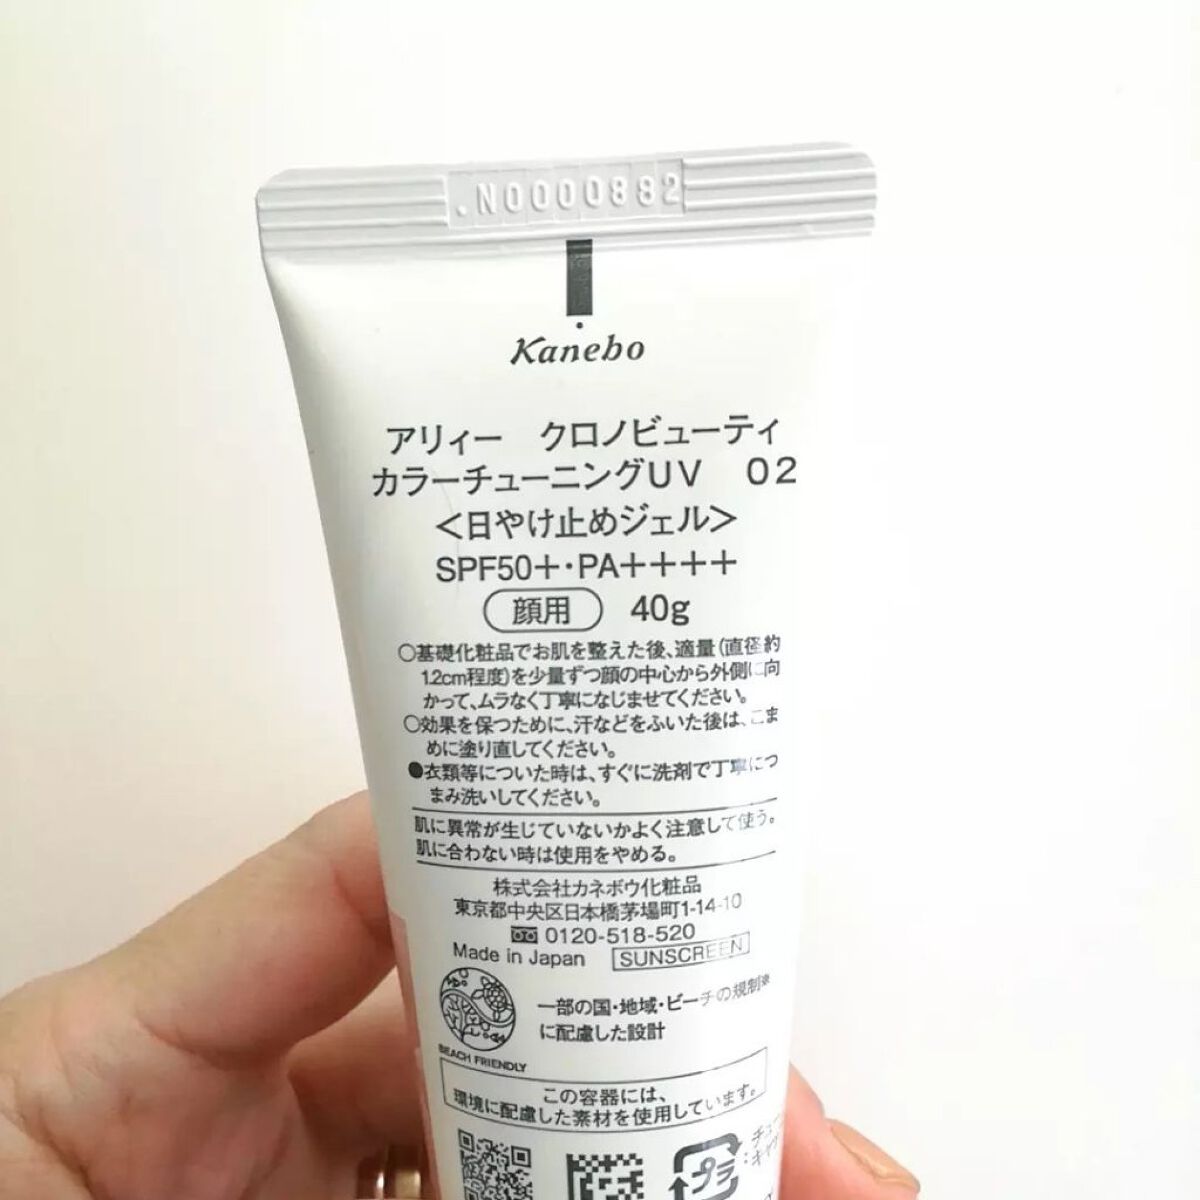 .N0000882
Kanebo
アリィー　クロノビューティ
カラーチューニングUV　02
<日やけ止めジェル>
SPF50+・PA++++
顔用 40g
○基礎化粧品でお肌を整えた後、適量(直径約
1.2cm程度)を少量ずつ顔の中心から外側に向
かって、ムラなく丁寧になじませてください。
○効果を保つために、汗などをふいた後は、こま
めに塗り直してください。
●衣類等についた時は、すぐに洗剤で丁寧につ
まみ洗いしてください。
肌に異常が生じていないかよく注意して使う。
肌に合わない時は使用をやめる。
株式会社カネボウ化粧品
東京都中央区日本橋茅場町1-14-10
0120-518-520
Made in Japan SUNSCREEN
一部の国・地域・ビーチの規制※
に配慮した設計
BEACH FRIENDLY
この容器には、
環境に配慮した素材を使用しています。
プラ